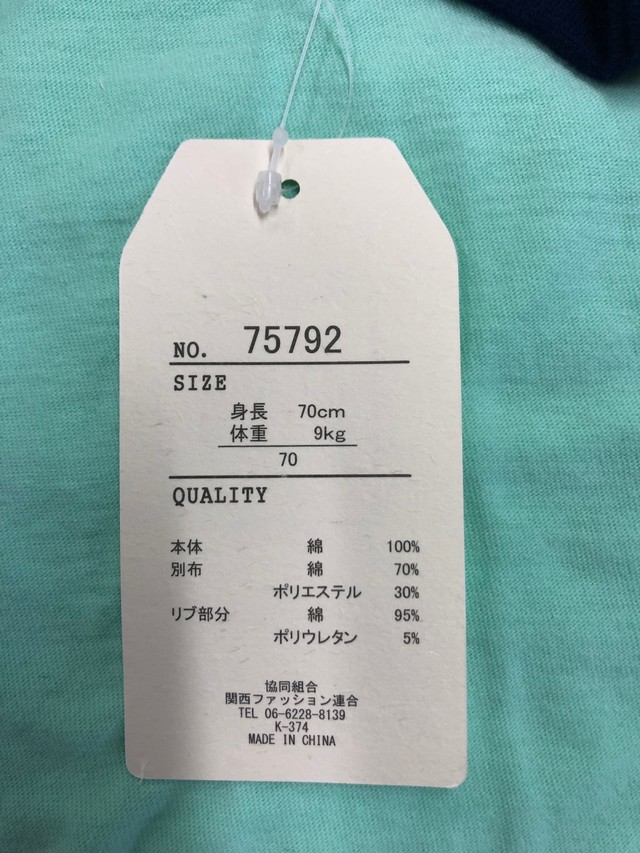 NO. 75792
SIZE
身長 70cm
体重 9kg
70
QUALITY
本体 綿 100%
別布 綿 70%
ポリエステル 30%
リブ部分 綿 95%
ポリウレタン 5%
協同組合
関西ファッション連合
TEL 06-6228-8139
K-374
MADE IN CHINA